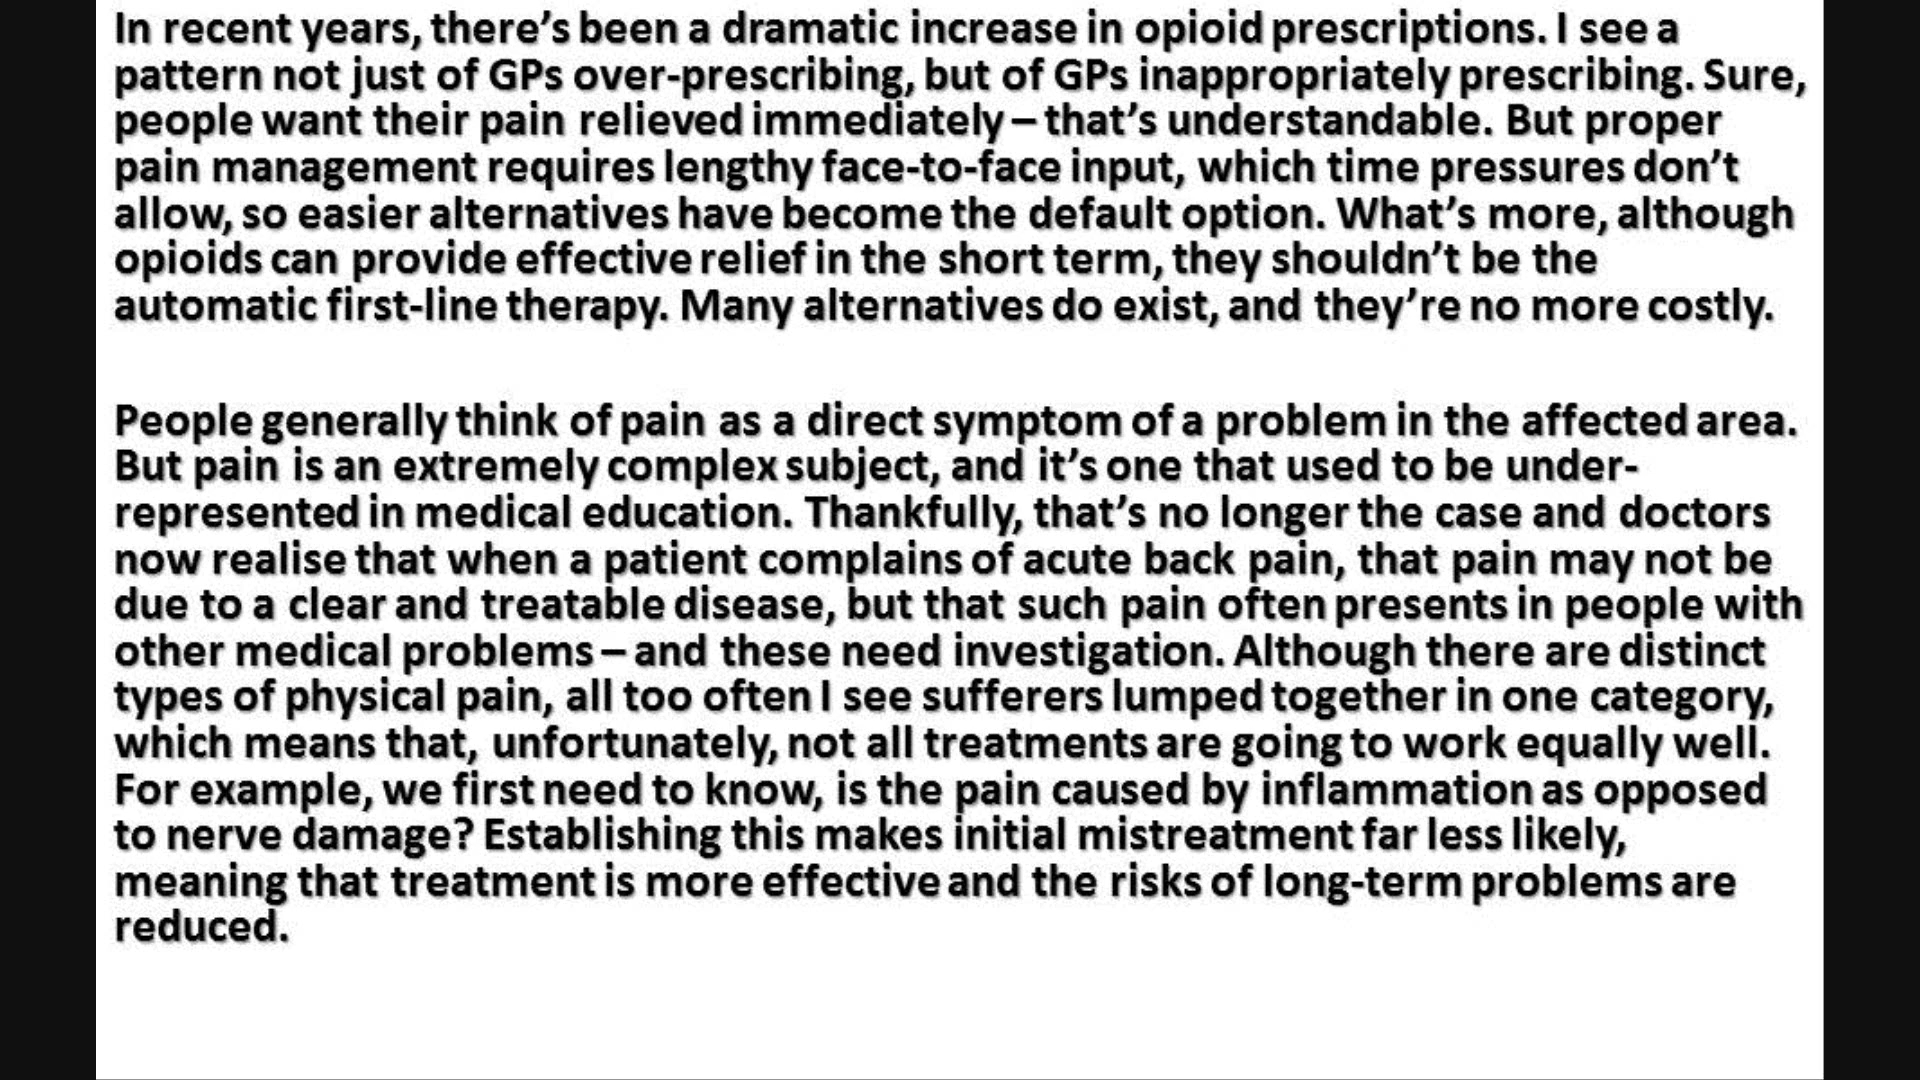 In recent years, there’s been a dramatic increase in opioid prescriptions. I see a
pattern not just of GPs over-prescribing, but of GPs inappropriately prescribing. Sure,
people want their pain relieved immediately – that’s understandable. But proper
pain management requires lengthy face-to-face input, which time pressures don’t
allow, so easier alternatives have become the default option. What’s more, although
opioids can provide effective relief in the short term, they shouldn’t be the
automatic first-line therapy. Many alternatives do exist, and they’re no more costly.
People generally think of pain as a direct symptom of a problem in the affected area.
But pain is an extremely complex subject, and it’s one that used to be under-
represented in medical education. Thankfully, that’s no longer the case and doctors
now realise that when a patient complains of acute back pain, that pain may not be
due to a clear and treatable disease, but that such pain often presents in people with
other medical problems – and these need investigation. Although there are distinct
types of physical pain, all too often I see sufferers lumped together in one category,
which means that, unfortunately, not all treatments are going to work equally well.
For example, we first need to know, is the pain caused by inflammation as opposed
to nerve damage? Establishing this makes initial mistreatment far less likely,
meaning that treatment is more effective and the risks of long-term problems are
reduced.